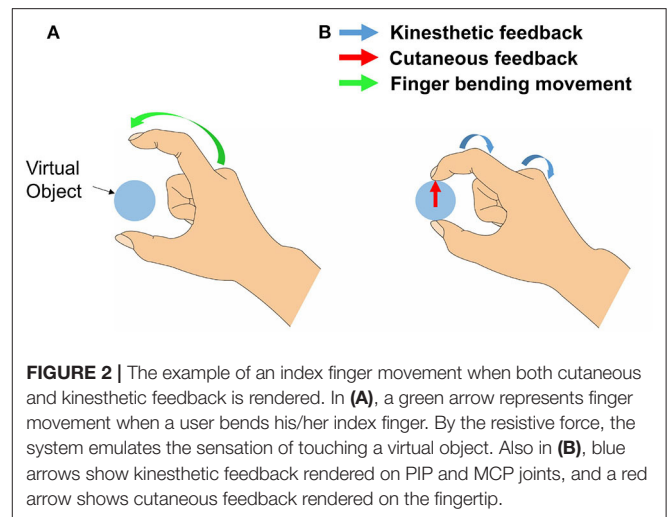 A
B
Kinesthetic feedback
Cutaneous feedback
Finger bending movement
Virtual
Object
FIGURE 2 | The example of an index finger movement when both cutaneous
and kinesthetic feedback is rendered. In (A), a green arrow represents finger
movement when a user bends his/her index finger. By the resistive force, the
system emulates the sensation of touching a virtual object. Also in (B), blue
arrows show kinesthetic feedback rendered on PIP and MCP joints, and a red
arrow shows cutaneous feedback rendered on the fingertip.